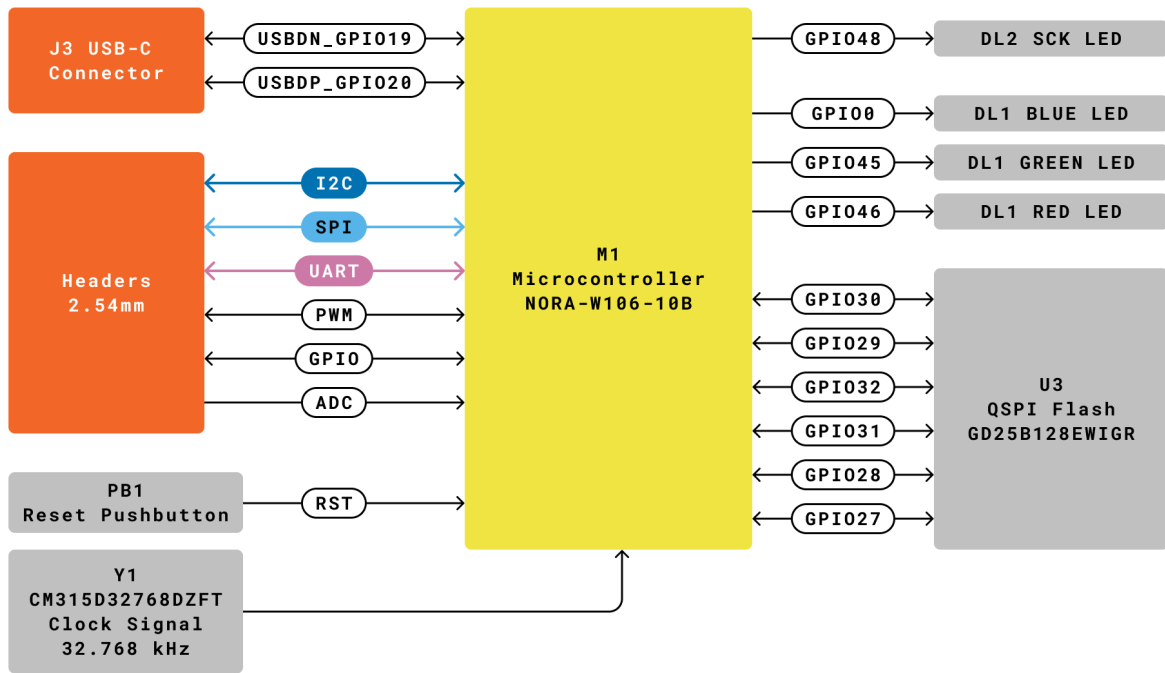 J3 USB-C
Connector
USBDN_GPIO19
USBDP_GPIO20
Headers
2.54mm
I2C
SPI
UART
PWM
GPIO
ADC
PB1
Reset Pushbutton
RST
Y1
CM315D32768DZFT
Clock Signal
32.768 kHz
M1
Microcontroller
NORA-W106-10B
GPIO48
DL2 SCK LED
GPIO0
DL1 BLUE LED
GPIO45
DL1 GREEN LED
GPIO46
DL1 RED LED
GPIO30
GPIO29
GPIO32
GPIO31
GPIO28
GPIO27
U3
QSPI Flash
GD25B128EWIGR